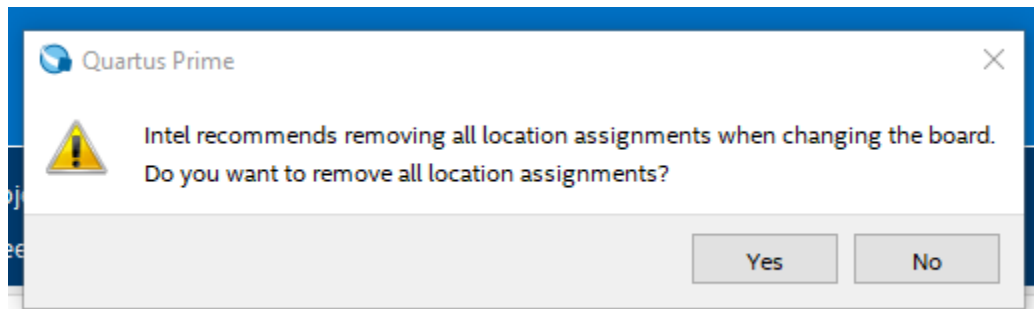 Quartus Prime
Intel recommends removing all location assignments when changing the board.
Do you want to remove all location assignments?
Yes
No